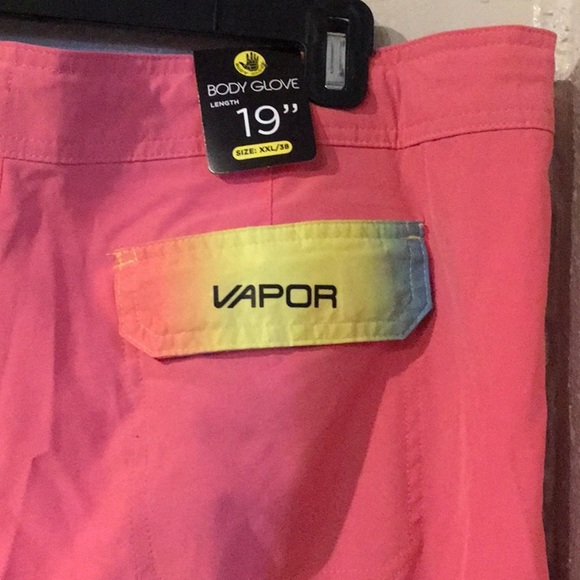 BODY GLOVE
LENGTH
19”
SIZE: XXL/38
VAPOR